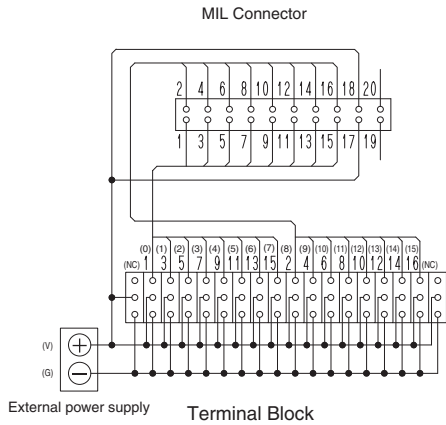 MIL Connector
2 4 6 8 10 12 14 16 18 20
1 3 5 7 9 11 13 15 17 19
(0) (1) (2) (3) (4) (5) (6) (7) (8) (9) (10) (11) (12) (13) (14) (15)
(NC) 1 3 5 7 9 11 13 15 2 4 6 8 10 12 14 16 (NC)
(V) +
(G) −
External power supply
Terminal Block